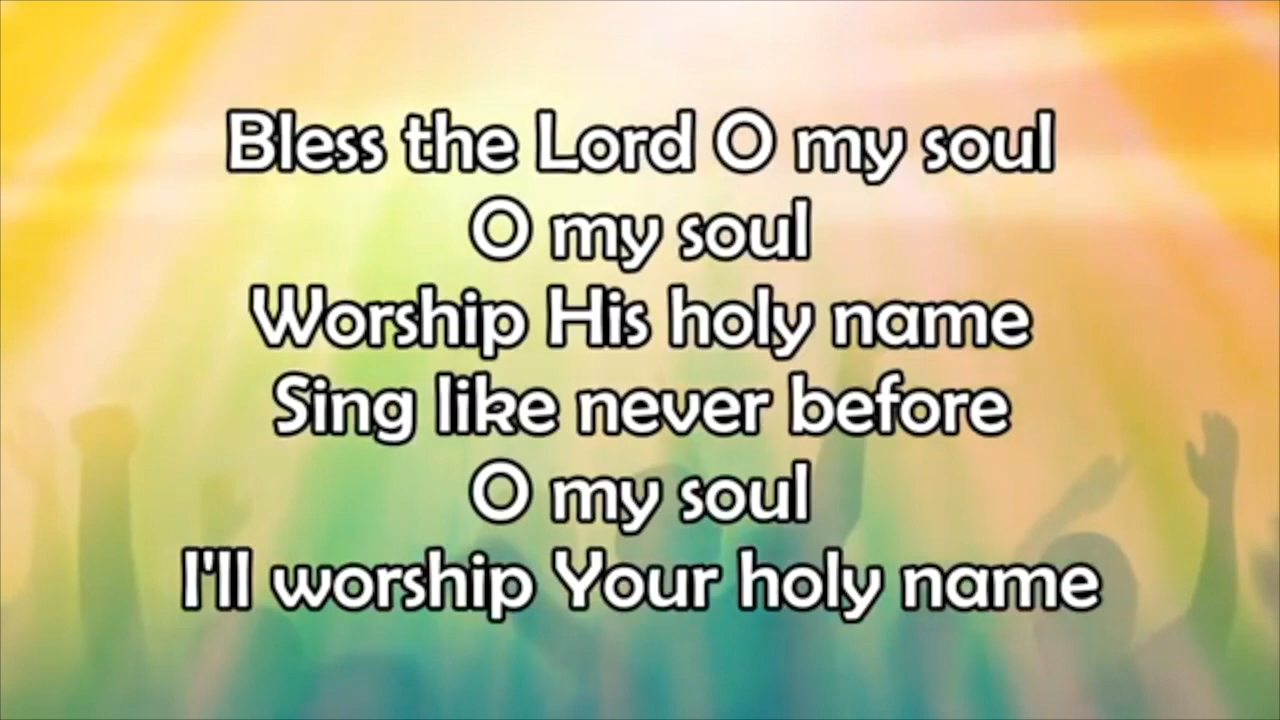 Bless the Lord O my soul
O my soul
Worship His holy name
Sing like never before
O my soul
I'll worship Your holy name